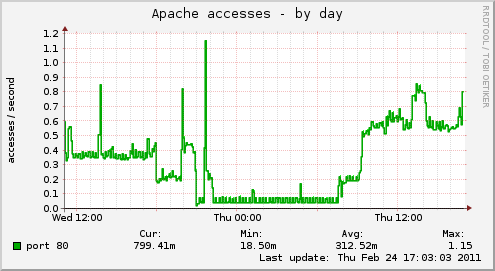 Apache accesses - by day
RRDTOOL / TOBI OETIKER
accesses / second
1.2
1.1
1.0
0.9
0.8
0.7
0.6
0.5
0.4
0.3
0.2
0.1
0.0
Wed 12:00 Thu 00:00 Thu 12:00
Cur: Min: Avg: Max:
port 80 799.41m 18.50m 312.52m 1.15
Last update: Thu Feb 24 17:03:03 2011